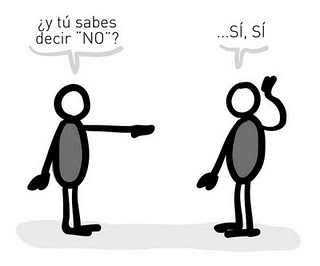 ¿y tú sabes
decir "NO"?
...SÍ, SÍ